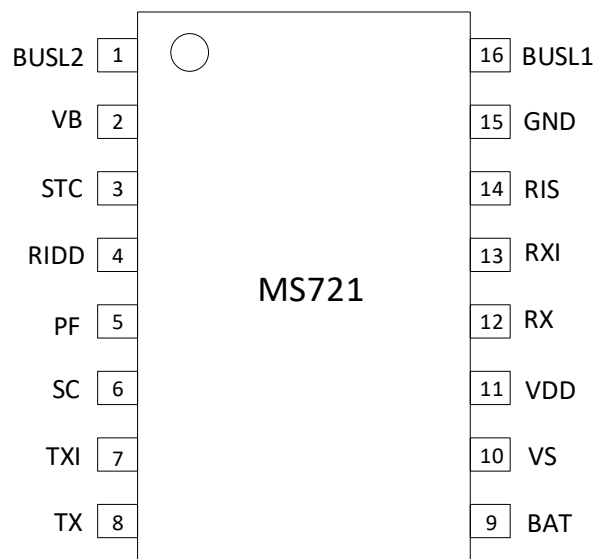 BUSL2 1 16 BUSL1
VB 2 15 GND
STC 3 14 RIS
RIDD 4 13 RXI
MS721
PF 5 12 RX
SC 6 11 VDD
TXI 7 10 VS
TX 8 9 BAT